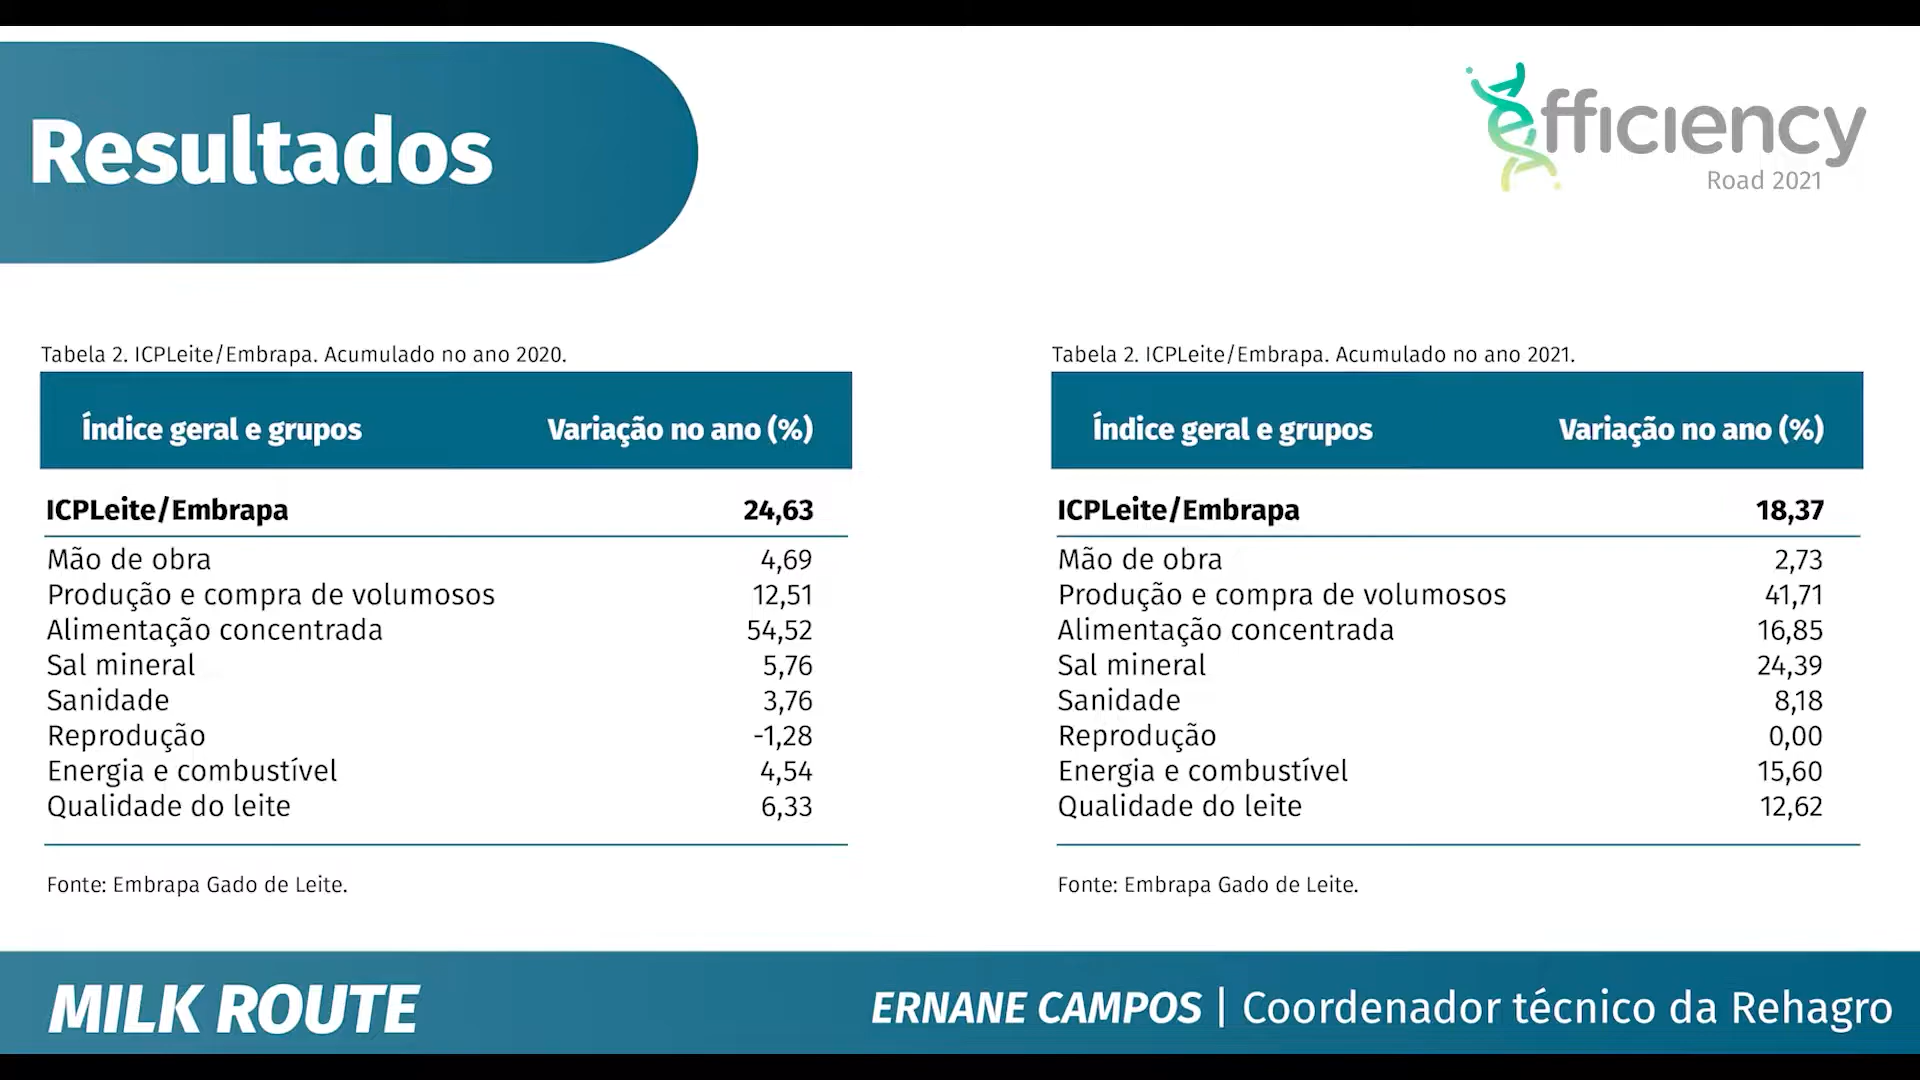 Resultados
efficiency
Road 2021
Tabela 2. ICPLeite/Embrapa. Acumulado no ano 2020.
Índice geral e grupos Variação no ano (%)
ICPLeite/Embrapa 24,63
Mão de obra 4,69
Produção e compra de volumosos 12,51
Alimentação concentrada 54,52
Sal mineral 5,76
Sanidade 3,76
Reprodução -1,28
Energia e combustível 4,54
Qualidade do leite 6,33
Fonte: Embrapa Gado de Leite.
Tabela 2. ICPLeite/Embrapa. Acumulado no ano 2021.
Índice geral e grupos Variação no ano (%)
ICPLeite/Embrapa 18,37
Mão de obra 2,73
Produção e compra de volumosos 41,71
Alimentação concentrada 16,85
Sal mineral 24,39
Sanidade 8,18
Reprodução 0,00
Energia e combustível 15,60
Qualidade do leite 12,62
Fonte: Embrapa Gado de Leite.
MILK ROUTE
ERNANE CAMPOS | Coordenador técnico da Rehagro